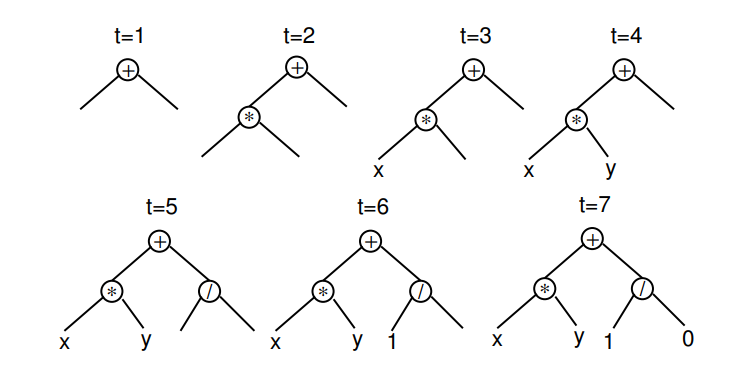 t=1 t=2 t=3 t=4
+ + + +
* * *
x x y
t=5 t=6 t=7
+ + +
* / * / * /
x y x y 1 x y 1 0